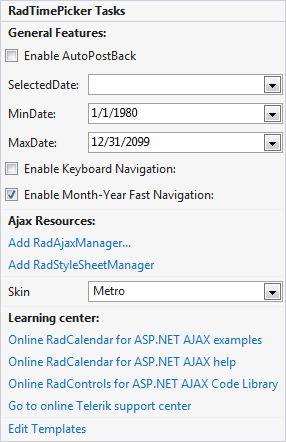 RadTimePicker Tasks
General Features:
Enable AutoPostBack
SelectedDate:
MinDate: 1/1/1980
MaxDate: 12/31/2099
Enable Keyboard Navigation:
Enable Month-Year Fast Navigation:
Ajax Resources:
Add RadAjaxManager...
Add RadStyleSheetManager
Skin Metro
Learning center:
Online RadCalendar for ASP.NET AJAX examples
Online RadCalendar for ASP.NET AJAX help
Online RadControls for ASP.NET AJAX Code Library
Go to online Telerik support center
Edit Templates